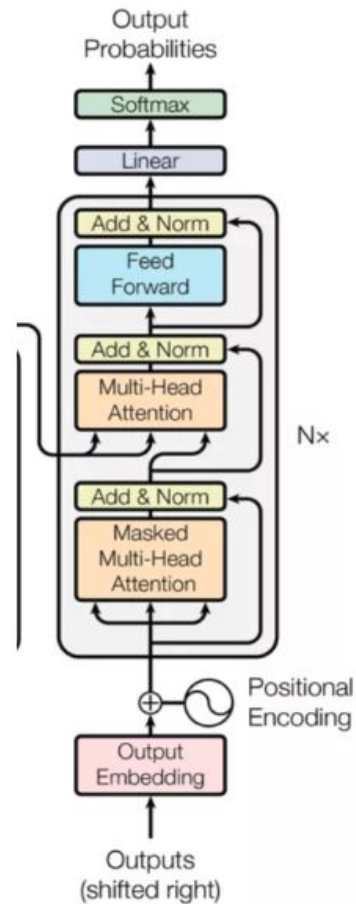 Output
Probabilities
Softmax
Linear
Add & Norm
Feed
Forward
Add & Norm
Multi-Head
Attention
N×
Add & Norm
Masked
Multi-Head
Attention
Positional
Encoding
Output
Embedding
Outputs
(shifted right)